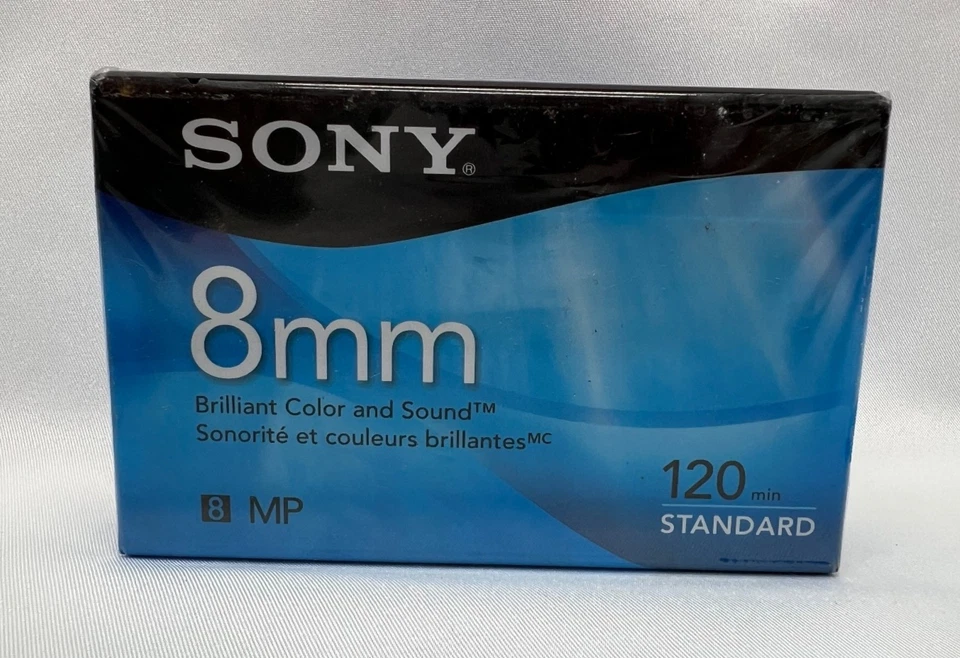 SONY®
8mm
Brilliant Color and Sound™
Sonorité et couleurs brillantesMC
8 MP
120 min
STANDARD